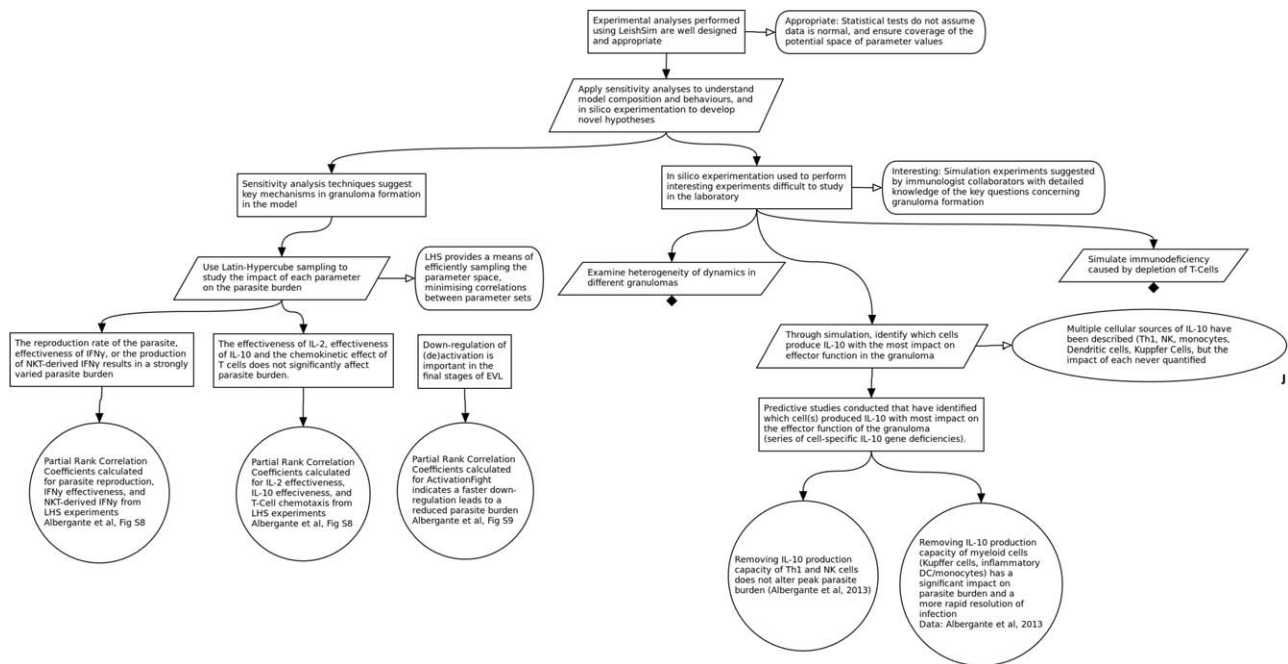 Experimental analyses performed
using LeishSim are well designed
and appropriate
Appropriate: Statistical tests do not assume
data is normal, and ensure coverage of the
potential space of parameter values
Apply sensitivity analyses to understand
model composition and behaviours, and
in silico experimentation to develop
novel hypotheses
Sensitivity analysis techniques suggest
key mechanisms in granuloma formation
in the model
In silico experimentation used to perform
interesting experiments difficult to study
in the laboratory
Interesting: Simulation experiments suggested
by immunologist collaborators with detailed
knowledge of the key questions concerning
granuloma formation
Use Latin-Hypercube sampling to
study the impact of each parameter
on the parasite burden
LHS provides a means of
efficiently sampling the
parameter space,
minimising correlations
between parameter sets
Examine heterogeneity of dynamics in
different granulomas
Simulate immunodeficiency
caused by depletion of T-Cells
The reproduction rate of the parasite,
effectiveness of IFNγ, or the production
of NKT-derived IFNγ results in a strongly
varied parasite burden
The effectiveness of IL-2, effectiveness
of IL-10 and the chemokinetic effect of
T cells does not significantly affect
parasite burden.
Down-regulation of
(de)activation is
important in the
final stages of EVL
Through simulation, identify which cells
produce IL-10 with the most impact on
effector function in the granuloma
Multiple cellular sources of IL-10 have
been described (Th1, NK, monocytes,
Dendritic cells, Kuppfer Cells, but the
impact of each never quantified
J
Predictive studies conducted that have identified
which cell(s) produced IL-10 with most impact on
the effector function of the granuloma
(series of cell-specific IL-10 gene deficiencies).
Partial Rank Correlation
Coefficients calculated
for parasite reproduction,
IFNγ effectiveness, and
NKT-derived IFNγ from
LHS experiments
Albergante et al, Fig S8
Partial Rank Correlation
Coefficients calculated
for IL-2 effectiveness,
IL-10 effeciveness, and
T-Cell chemotaxis from
LHS experiments
Albergante et al, Fig S8
Partial Rank Correlation
Coefficients calculated
for ActivationFight
indicates a faster down-
regulation leads to a
reduced parasite burden
Albergante et al, Fig S9
Removing IL-10 production
capacity of Th1 and NK cells
does not alter peak parasite
burden (Albergante et al, 2013)
Removing IL-10 production
capacity of myeloid cells
(Kupffer cells, inflammatory
DC/monocytes) has a
significant impact on
parasite burden and a
more rapid resolution of
infection
Data: Albergante et al, 2013